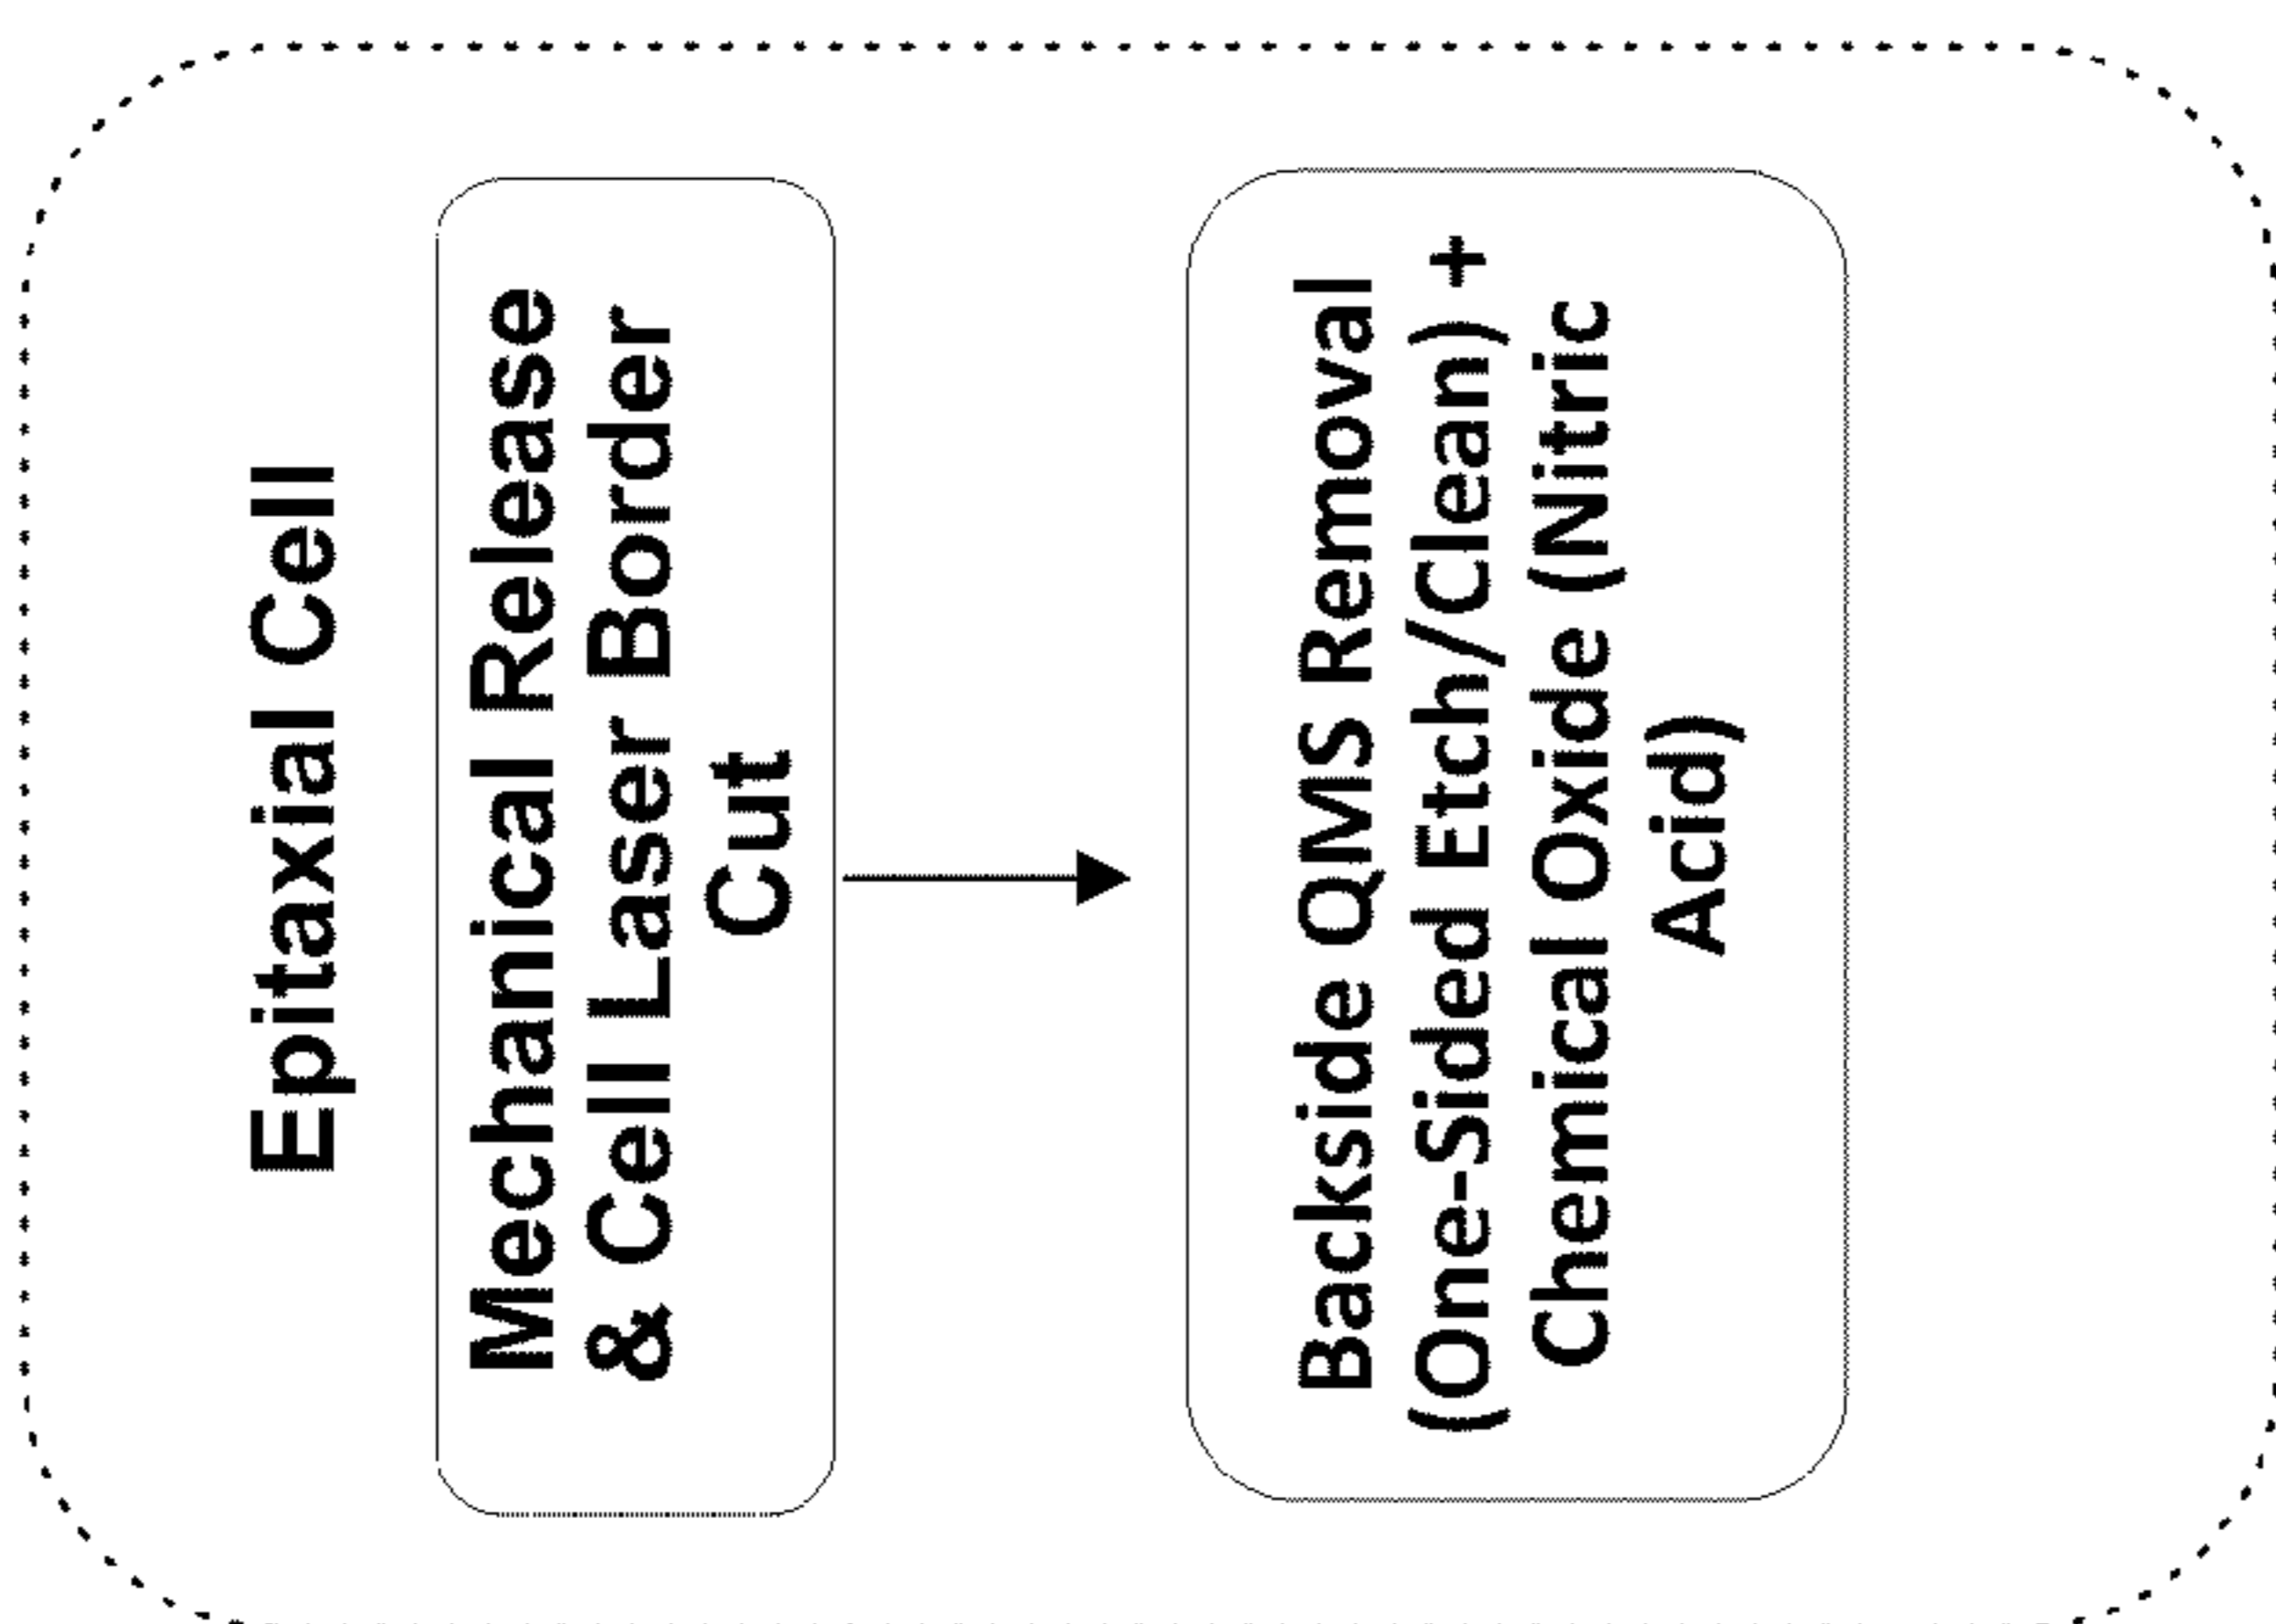 Epitaxial Cell
Mechanical Release
& Cell Laser Border
Cut
Backside QMS Removal
(One-Sided Etch/Clean) +
Chemical Oxide (Nitric
Acid)